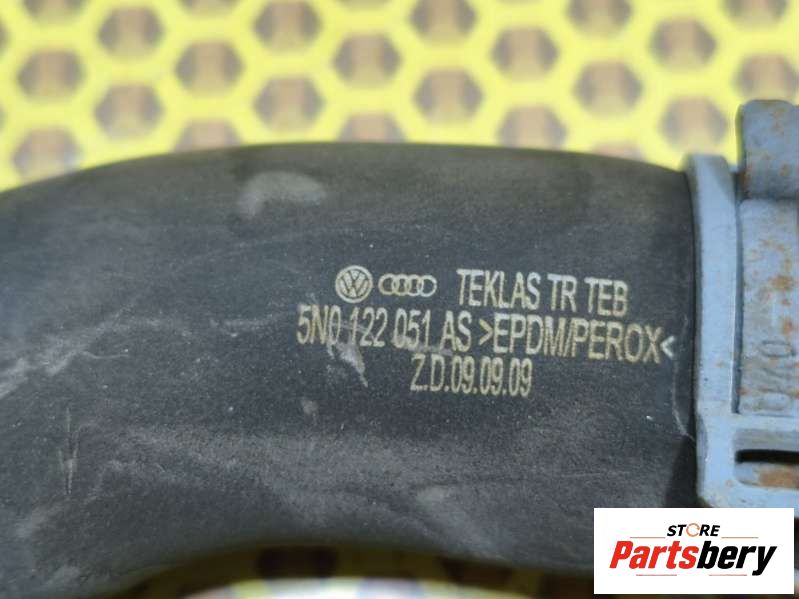 TEKLAS TR TEB
5N0 122 051 AS >EPDM/PEROX<
Z.D.09.09.09
STORE
Partsbery